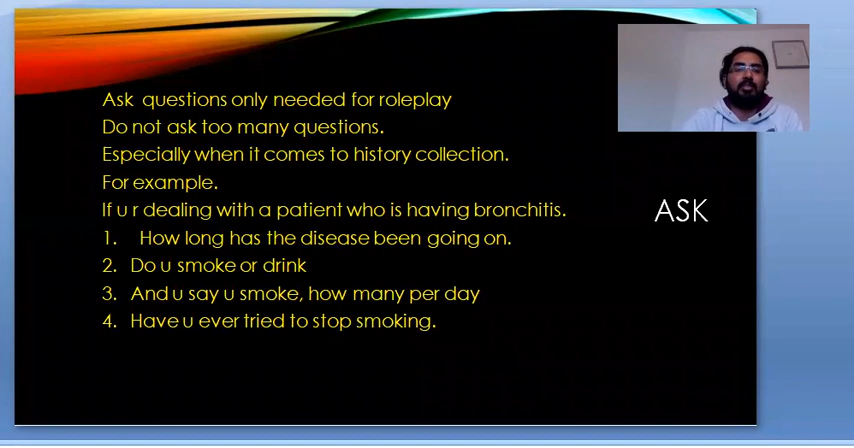 Ask questions only needed for roleplay
Do not ask too many questions.
Especially when it comes to history collection.
For example.
If u r dealing with a patient who is having bronchitis.
1. How long has the disease been going on.
2. Do u smoke or drink
3. And u say u smoke, how many per day
4. Have u ever tried to stop smoking.
ASK